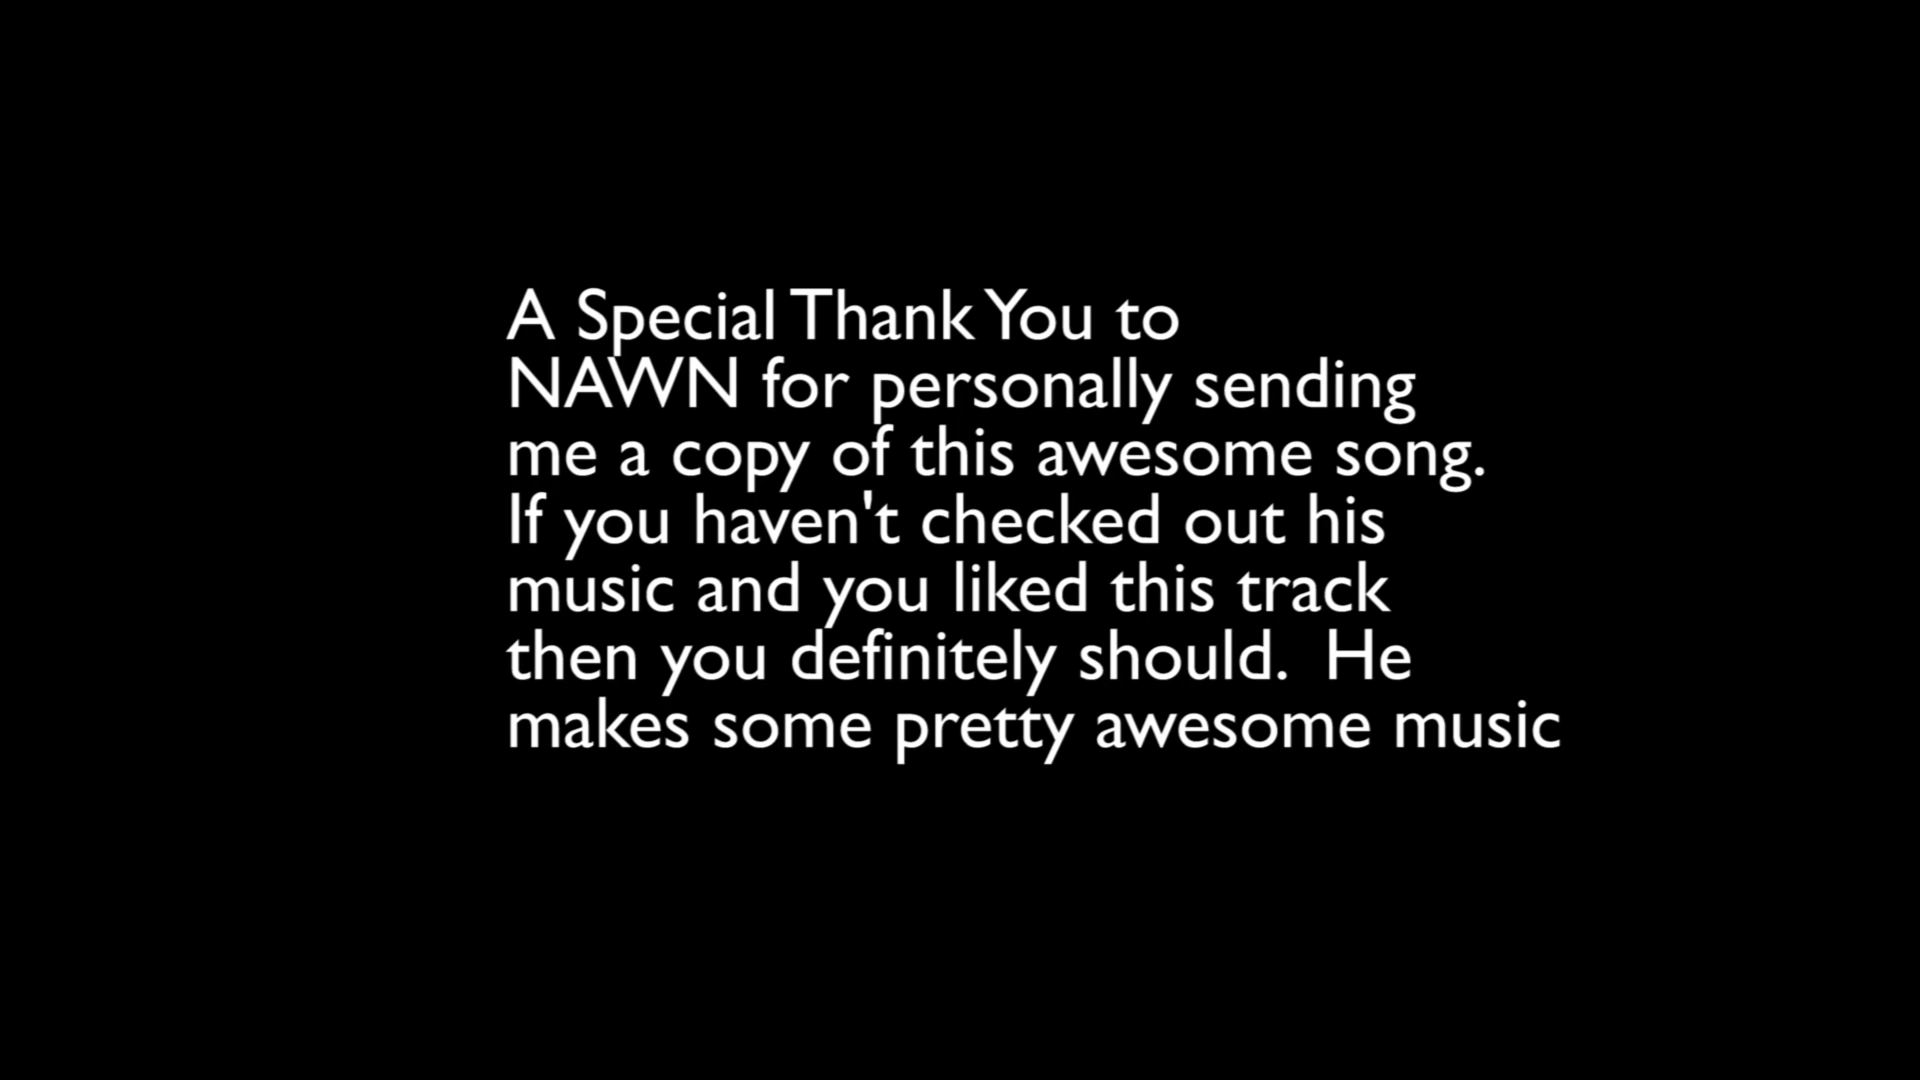 A Special Thank You to
NAWN for personally sending
me a copy of this awesome song.
If you haven't checked out his
music and you liked this track
then you definitely should.  He
makes some pretty awesome music